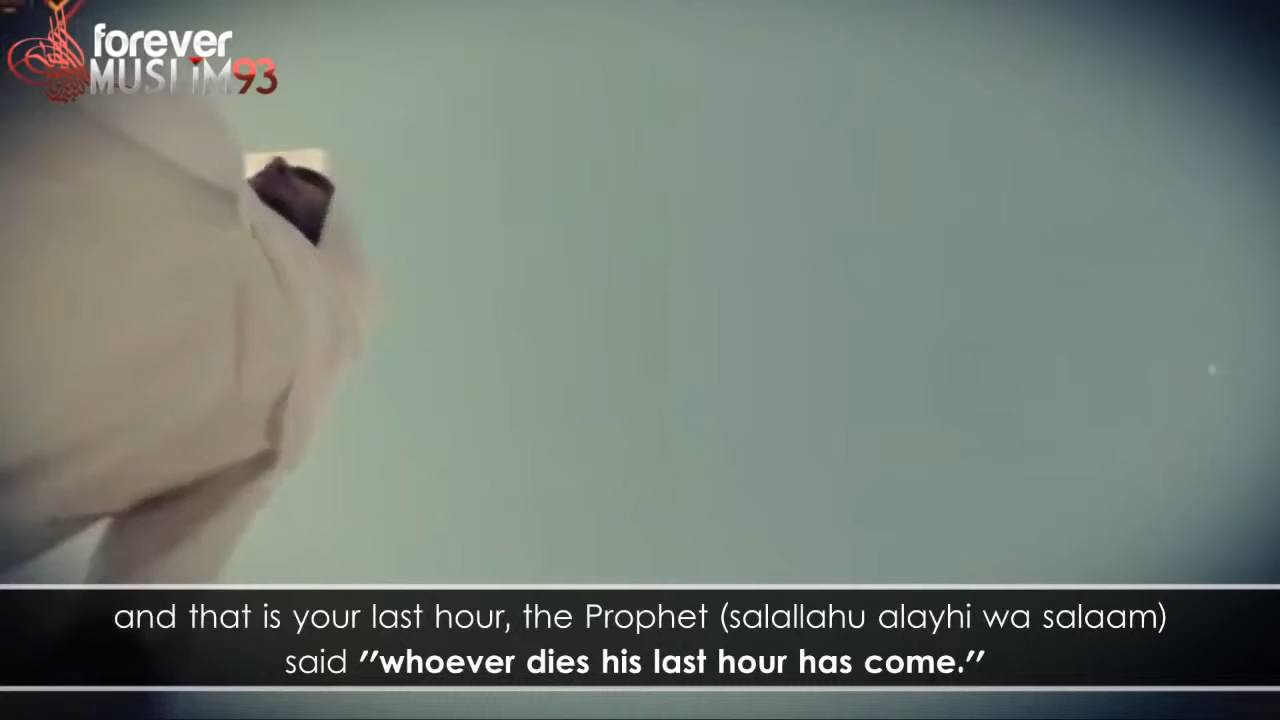 forever
MUSLiM93
and that is your last hour, the Prophet (salallahu alayhi wa salaam)
said "whoever dies his last hour has come."